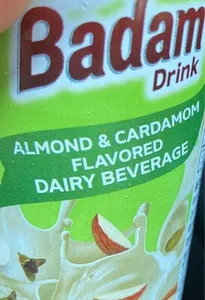 Badam
Drink
ALMOND & CARDAMOM
FLAVORED
DAIRY BEVERAGE